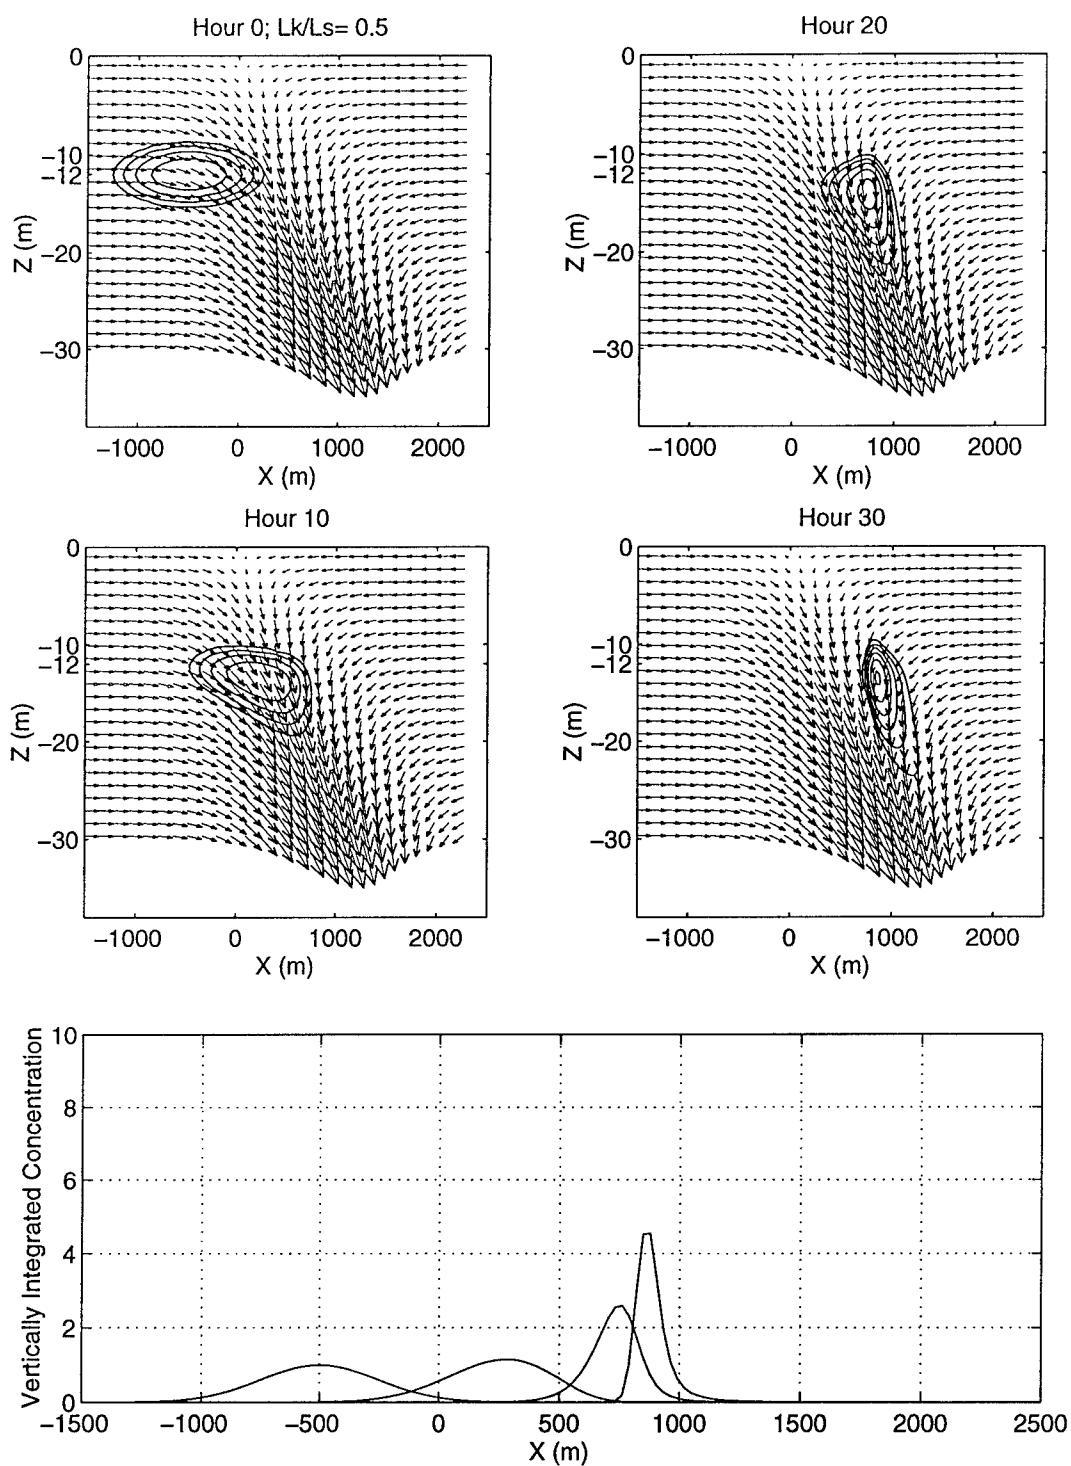 Hour 0; Lk/Ls= 0.5
0
−10
−12
−20
−30
Z (m)
−1000 0 1000 2000
X (m)
Hour 20
0
−10
−12
−20
−30
Z (m)
−1000 0 1000 2000
X (m)
Hour 10
0
−10
−12
−20
−30
Z (m)
−1000 0 1000 2000
X (m)
Hour 30
0
−10
−12
−20
−30
Z (m)
−1000 0 1000 2000
X (m)
Vertically Integrated Concentration
10
8
6
4
2
0
−1500 −1000 −500 0 500 1000 1500 2000 2500
X (m)